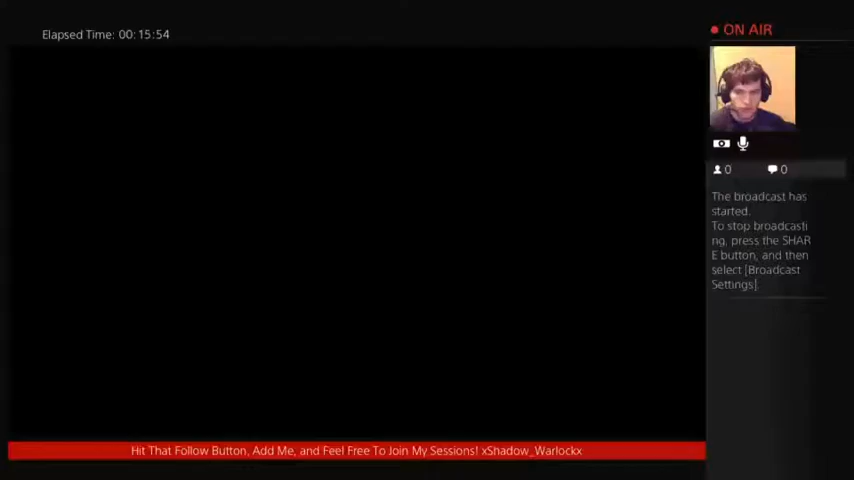 Elapsed Time: 00:15:54
ON AIR
0 0
The broadcast has
started.
To stop broadcasti
ng, press the SHAR
E button, and then
select [Broadcast
Settings].
Hit That Follow Button, Add Me, and Feel Free To Join My Sessions! xShadow_Warlockx